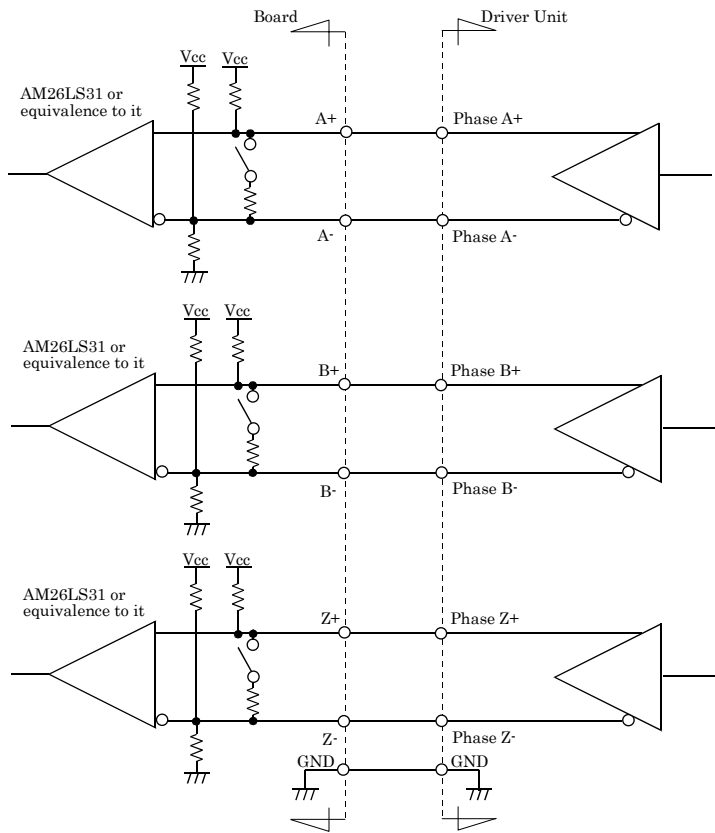 Board
Driver Unit
Vcc
Vcc
AM26LS31 or
equivalence to it
A+
Phase A+
A-
Phase A-
Vcc
Vcc
AM26LS31 or
equivalence to it
B+
Phase B+
B-
Phase B-
Vcc
Vcc
AM26LS31 or
equivalence to it
Z+
Phase Z+
Z-
Phase Z-
GND
GND